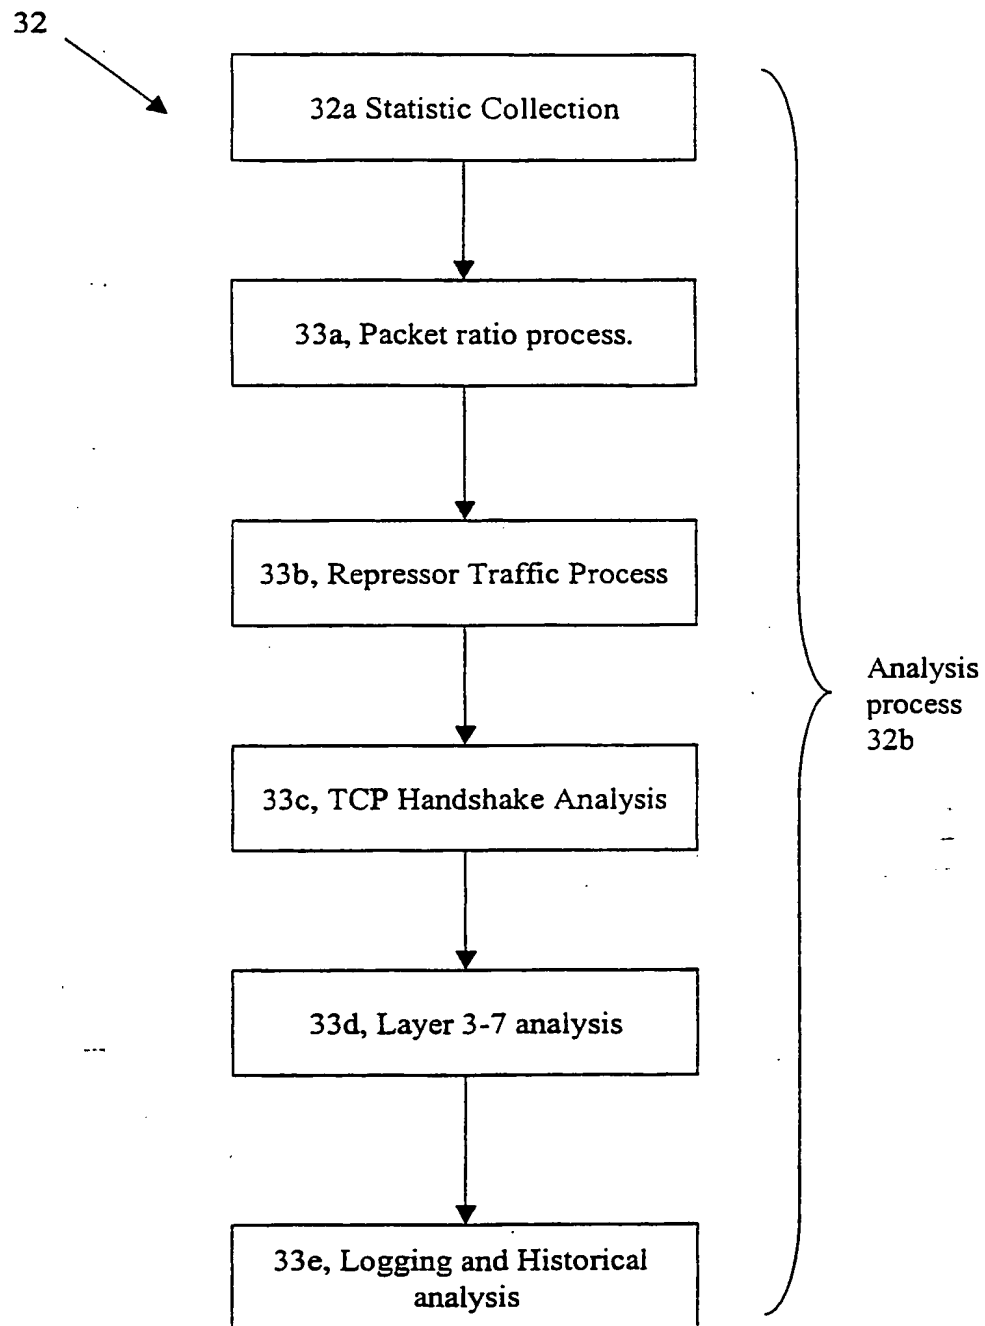 32
32a Statistic Collection
33a, Packet ratio process.
33b, Repressor Traffic Process
33c, TCP Handshake Analysis
33d, Layer 3-7 analysis
33e, Logging and Historical
analysis
Analysis
process
32b